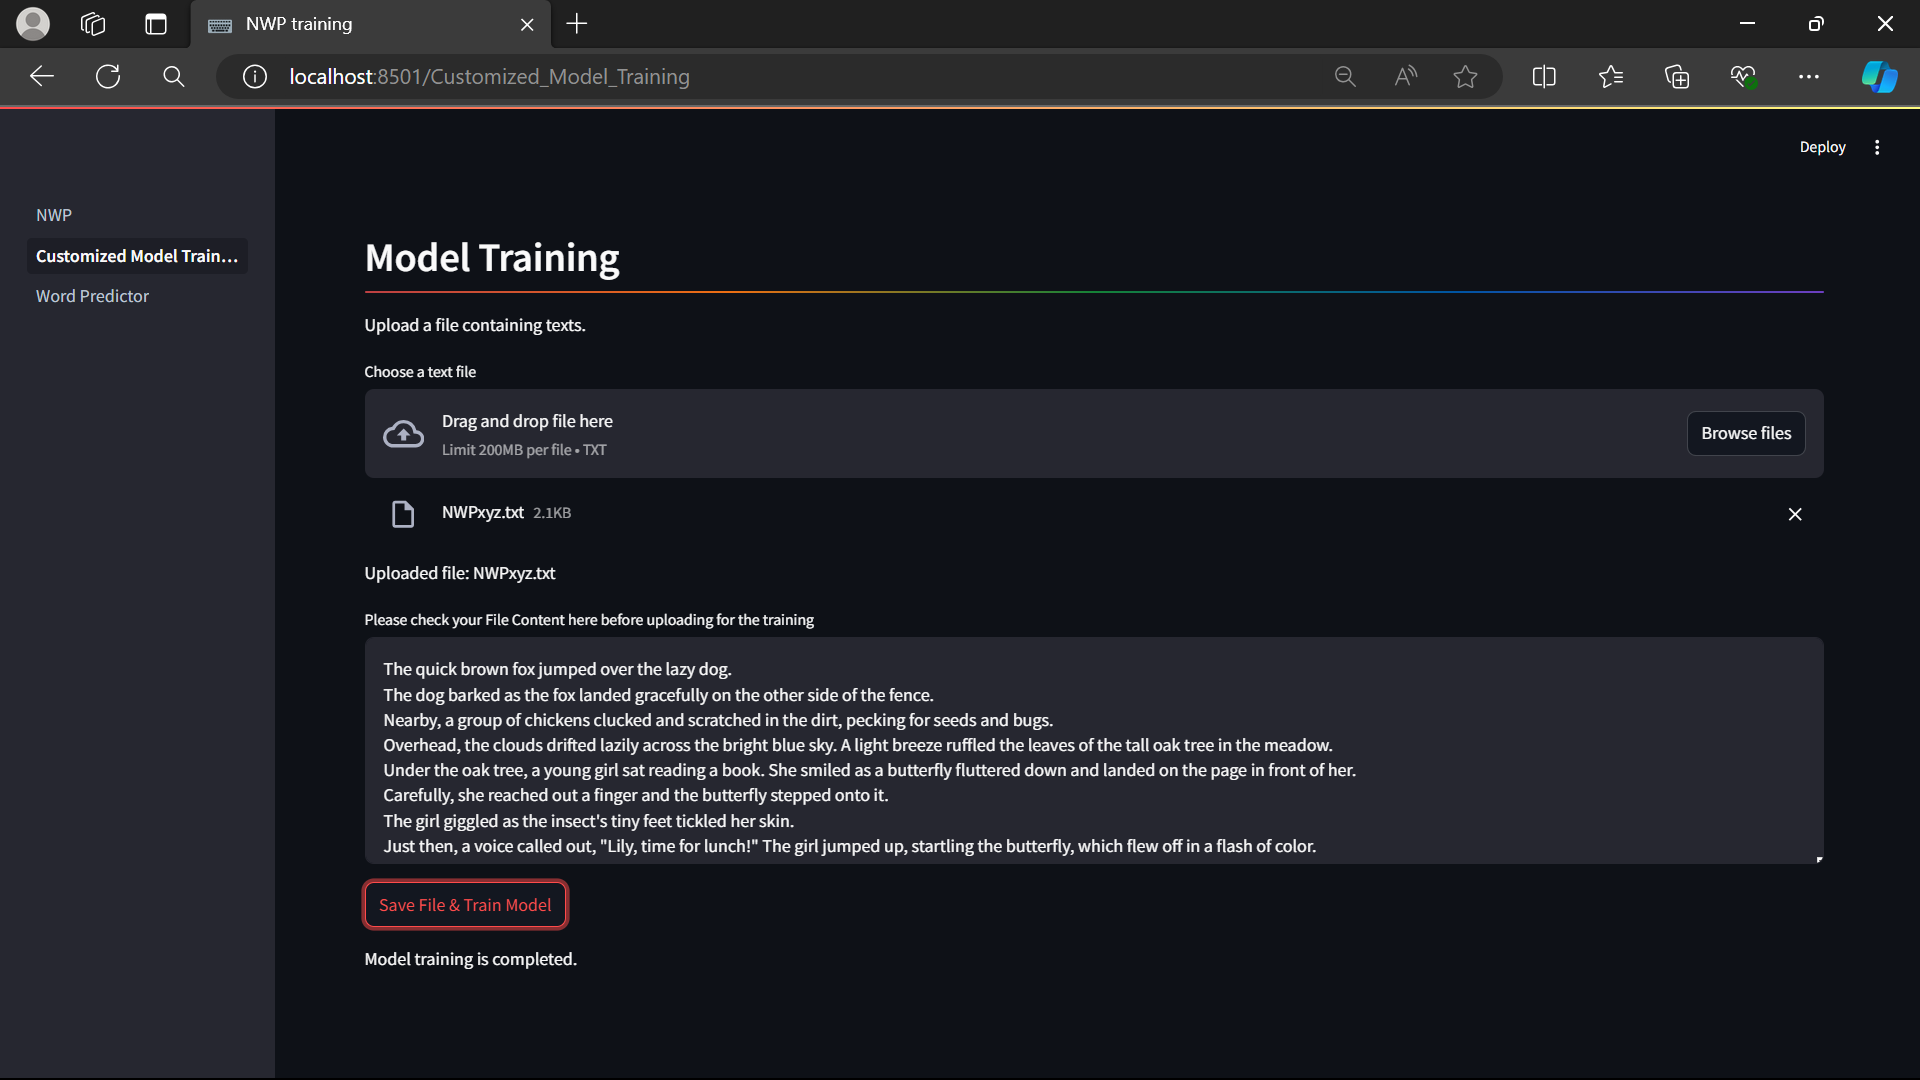 NWP training
localhost:8501/Customized_Model_Training
Deploy
NWP
Customized Model Train...
Word Predictor
Model Training
Upload a file containing texts.
Choose a text file
Drag and drop file here
Limit 200MB per file • TXT
Browse files
NWPxyz.txt 2.1KB
Uploaded file: NWPxyz.txt
Please check your File Content here before uploading for the training
The quick brown fox jumped over the lazy dog.
The dog barked as the fox landed gracefully on the other side of the fence.
Nearby, a group of chickens clucked and scratched in the dirt, pecking for seeds and bugs.
Overhead, the clouds drifted lazily across the bright blue sky. A light breeze ruffled the leaves of the tall oak tree in the meadow.
Under the oak tree, a young girl sat reading a book. She smiled as a butterfly fluttered down and landed on the page in front of her.
Carefully, she reached out a finger and the butterfly stepped onto it.
The girl giggled as the insect's tiny feet tickled her skin.
Just then, a voice called out, "Lily, time for lunch!" The girl jumped up, startling the butterfly, which flew off in a flash of color.
Save File & Train Model
Model training is completed.